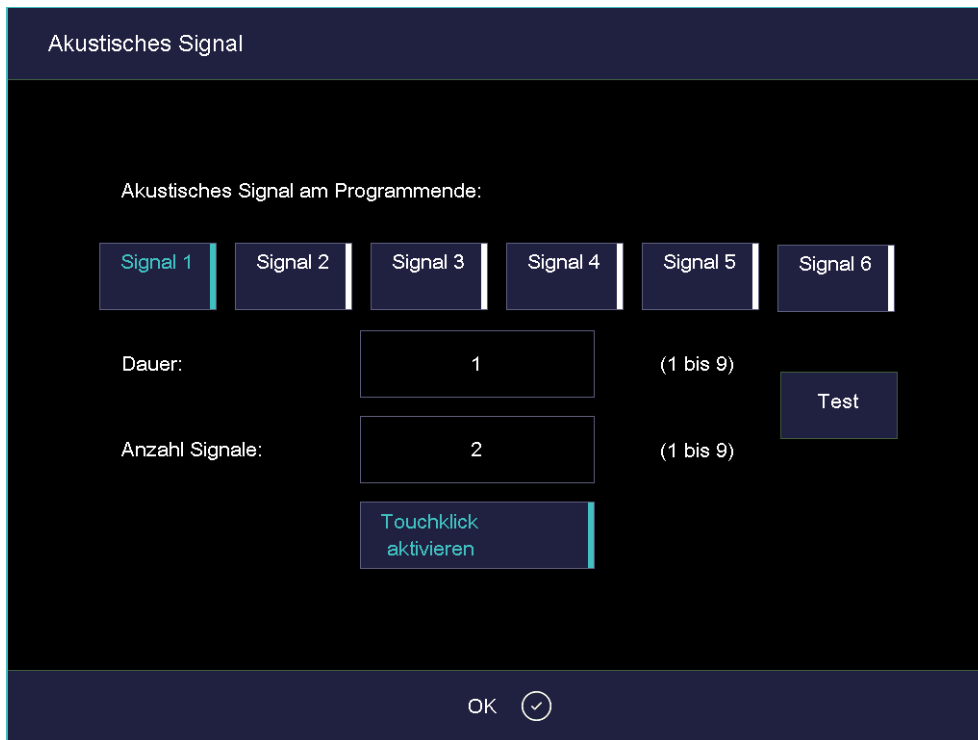 Akustisches Signal
Akustisches Signal am Programmende:
Signal 1 Signal 2 Signal 3 Signal 4 Signal 5 Signal 6
Dauer: 1 (1 bis 9)
Test
Anzahl Signale: 2 (1 bis 9)
Touchklick
aktivieren
OK